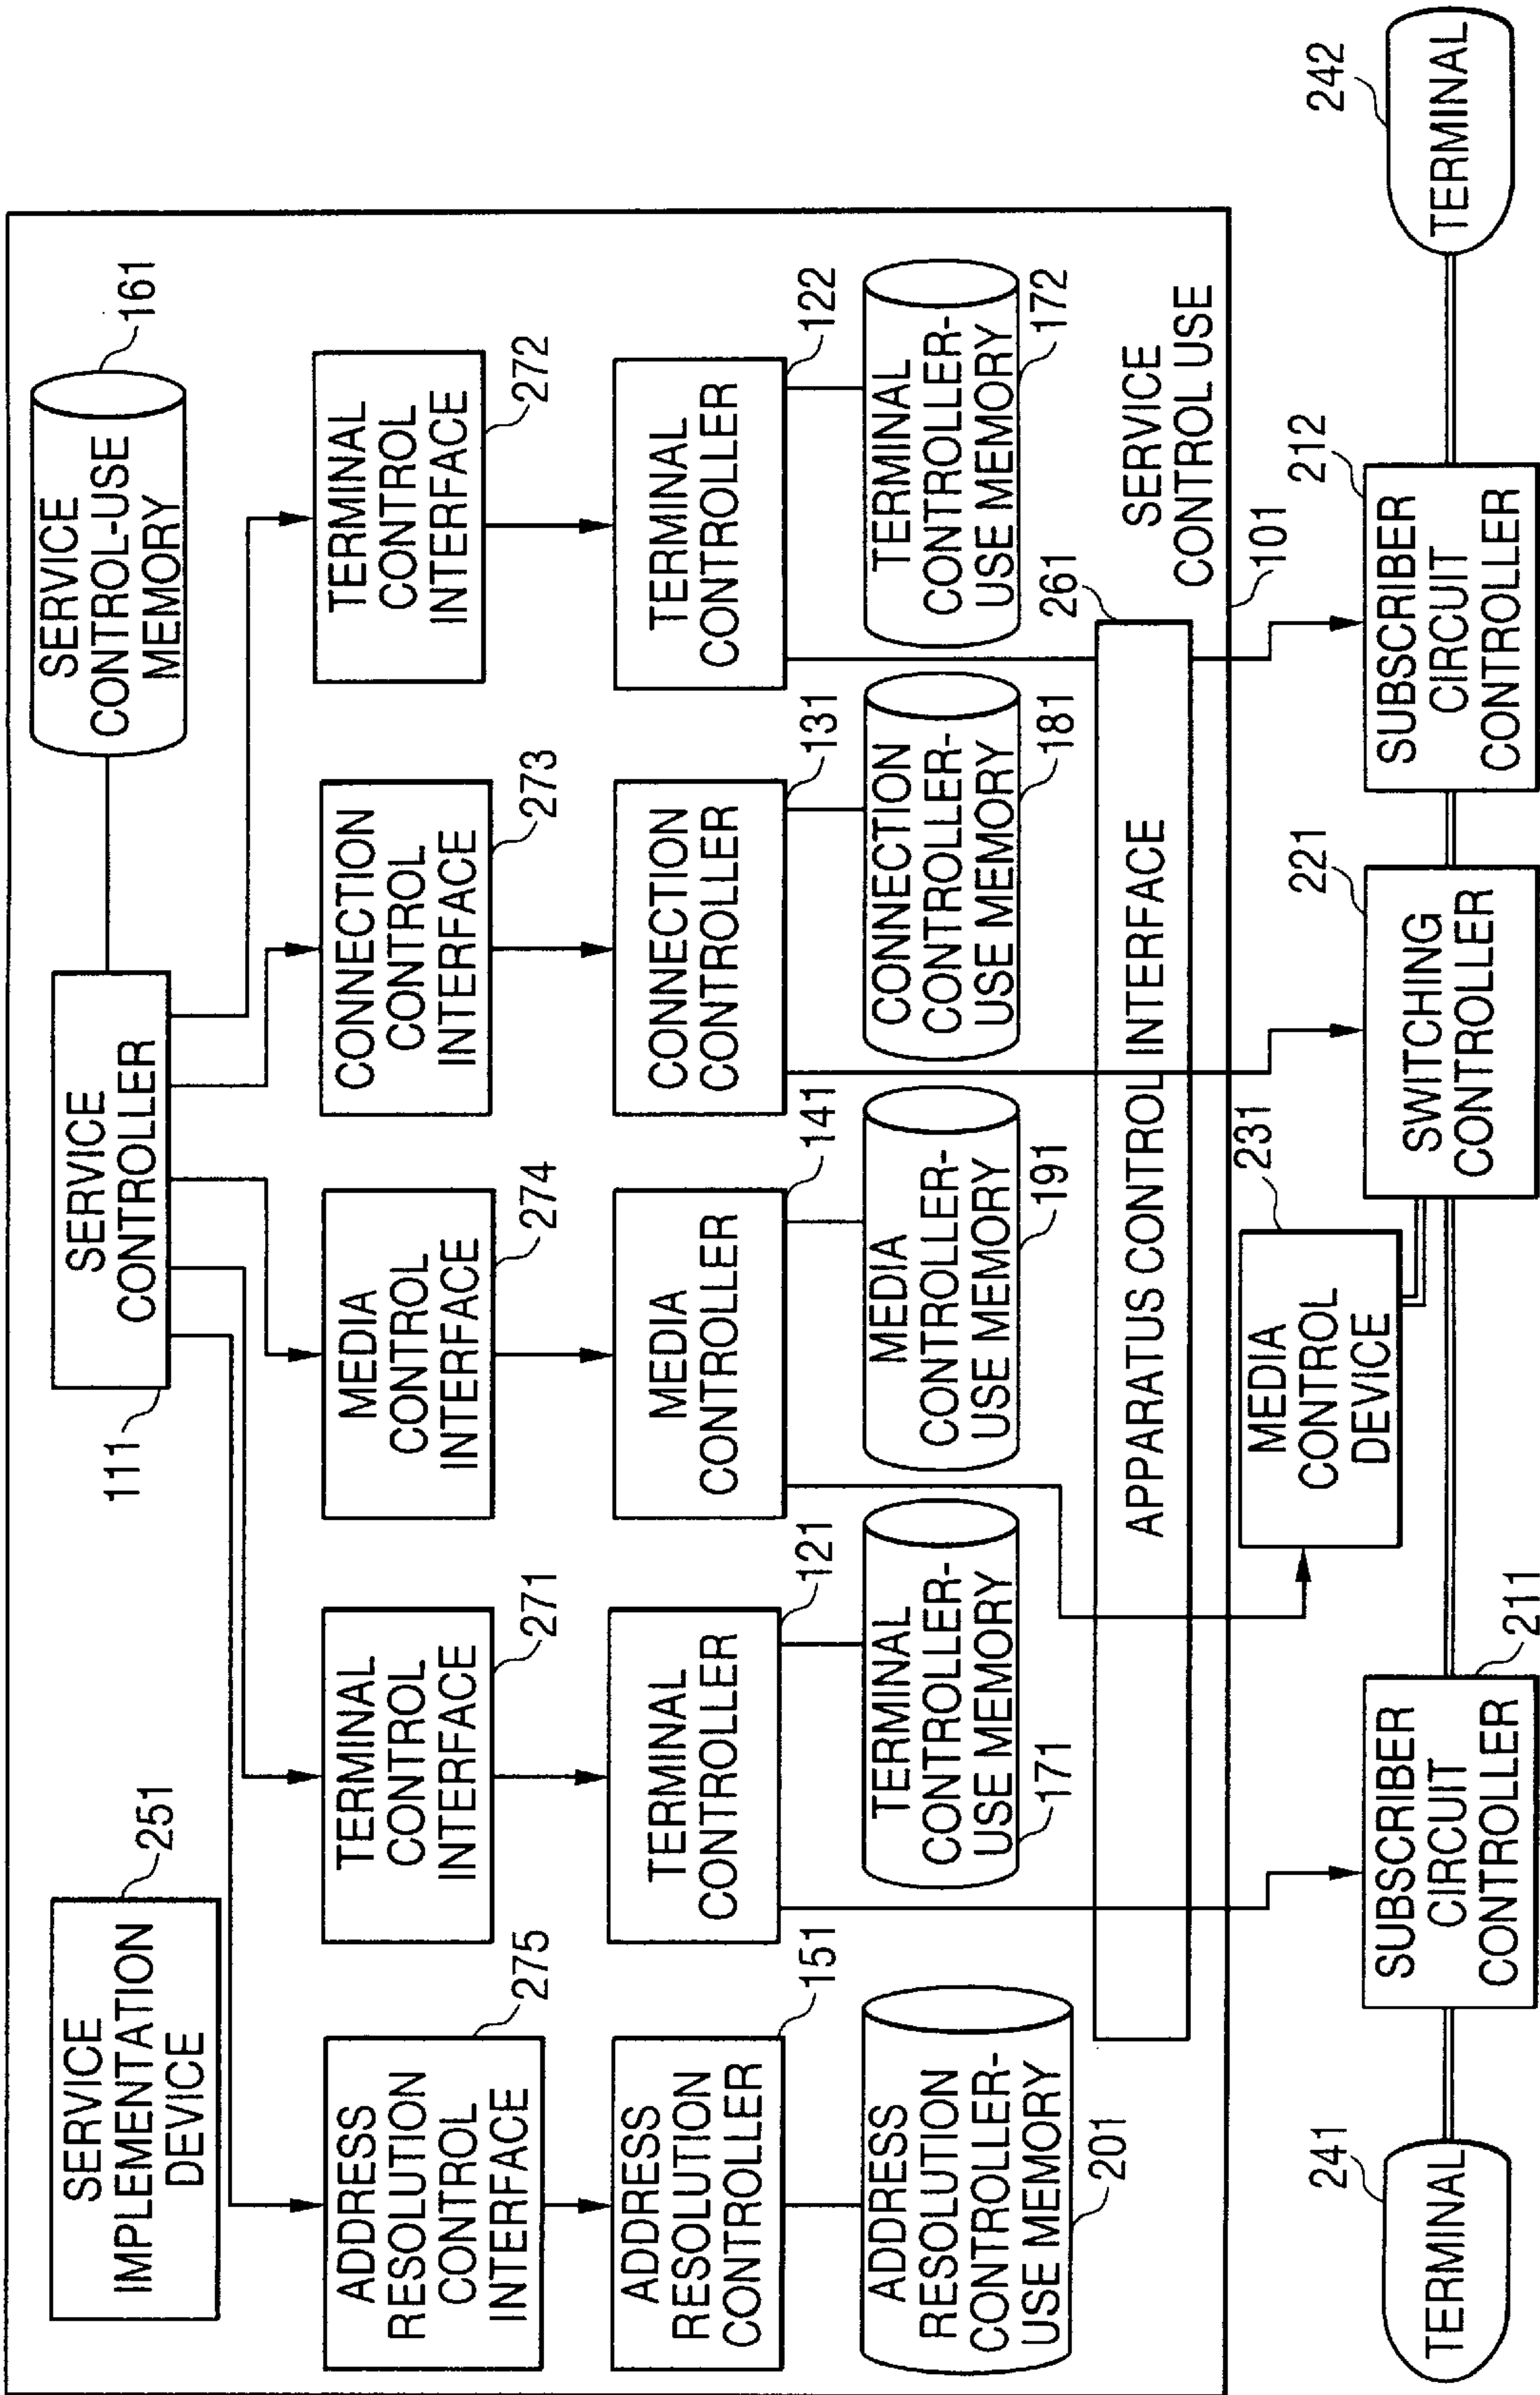 SERVICE
IMPLEMENTATION
DEVICE
251
SERVICE
CONTROLLER
111
SERVICE
CONTROL-USE
MEMORY
161
ADDRESS
RESOLUTION
CONTROL
INTERFACE
275
TERMINAL
CONTROL
INTERFACE
271
MEDIA
CONTROL
INTERFACE
274
CONNECTION
CONTROL
INTERFACE
273
TERMINAL
CONTROL
INTERFACE
272
ADDRESS
RESOLUTION
CONTROLLER
151
TERMINAL
CONTROLLER
121
MEDIA
CONTROLLER
141
CONNECTION
CONTROLLER
131
TERMINAL
CONTROLLER
122
ADDRESS
RESOLUTION
CONTROLLER-
USE MEMORY
201
TERMINAL
CONTROLLER-
USE MEMORY
171
MEDIA
CONTROLLER-
USE MEMORY
191
CONNECTION
CONTROLLER-
USE MEMORY
181
TERMINAL
CONTROLLER-
USE MEMORY
172
APPARATUS CONTROL INTERFACE
261
SERVICE
CONTROL USE
101
MEDIA
CONTROL
DEVICE
231
TERMINAL
241
SUBSCRIBER
CIRCUIT
CONTROLLER
211
SWITCHING
CONTROLLER
221
SUBSCRIBER
CIRCUIT
CONTROLLER
212
TERMINAL
242